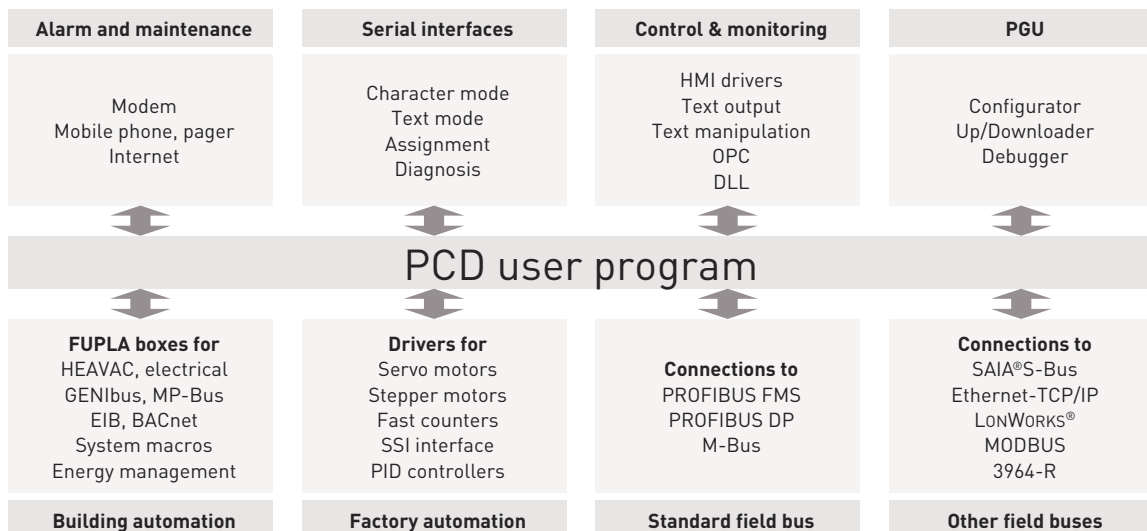 Alarm and maintenance
Modem
Mobile phone, pager
Internet
Serial interfaces
Character mode
Text mode
Assignment
Diagnosis
Control & monitoring
HMI drivers
Text output
Text manipulation
OPC
DLL
PGU
Configurator
Up/Downloader
Debugger
PCD user program
FUPLA boxes for
HEAVAC, electrical
GENIbus, MP-Bus
EIB, BACnet
System macros
Energy management
Building automation
Drivers for
Servo motors
Stepper motors
Fast counters
SSI interface
PID controllers
Factory automation
Connections to
PROFIBUS FMS
PROFIBUS DP
M-Bus
Standard field bus
Connections to
SAIA®S-Bus
Ethernet-TCP/IP
LONWORKS®
MODBUS
3964-R
Other field buses